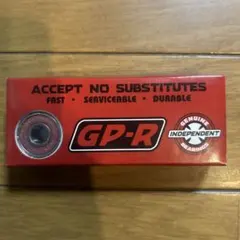 ACCEPT NO SUBSTITUTES
FAST • SERVICEABLE • DURABLE
GP-R
GENUINE
INDEPENDENT
BEARINGS